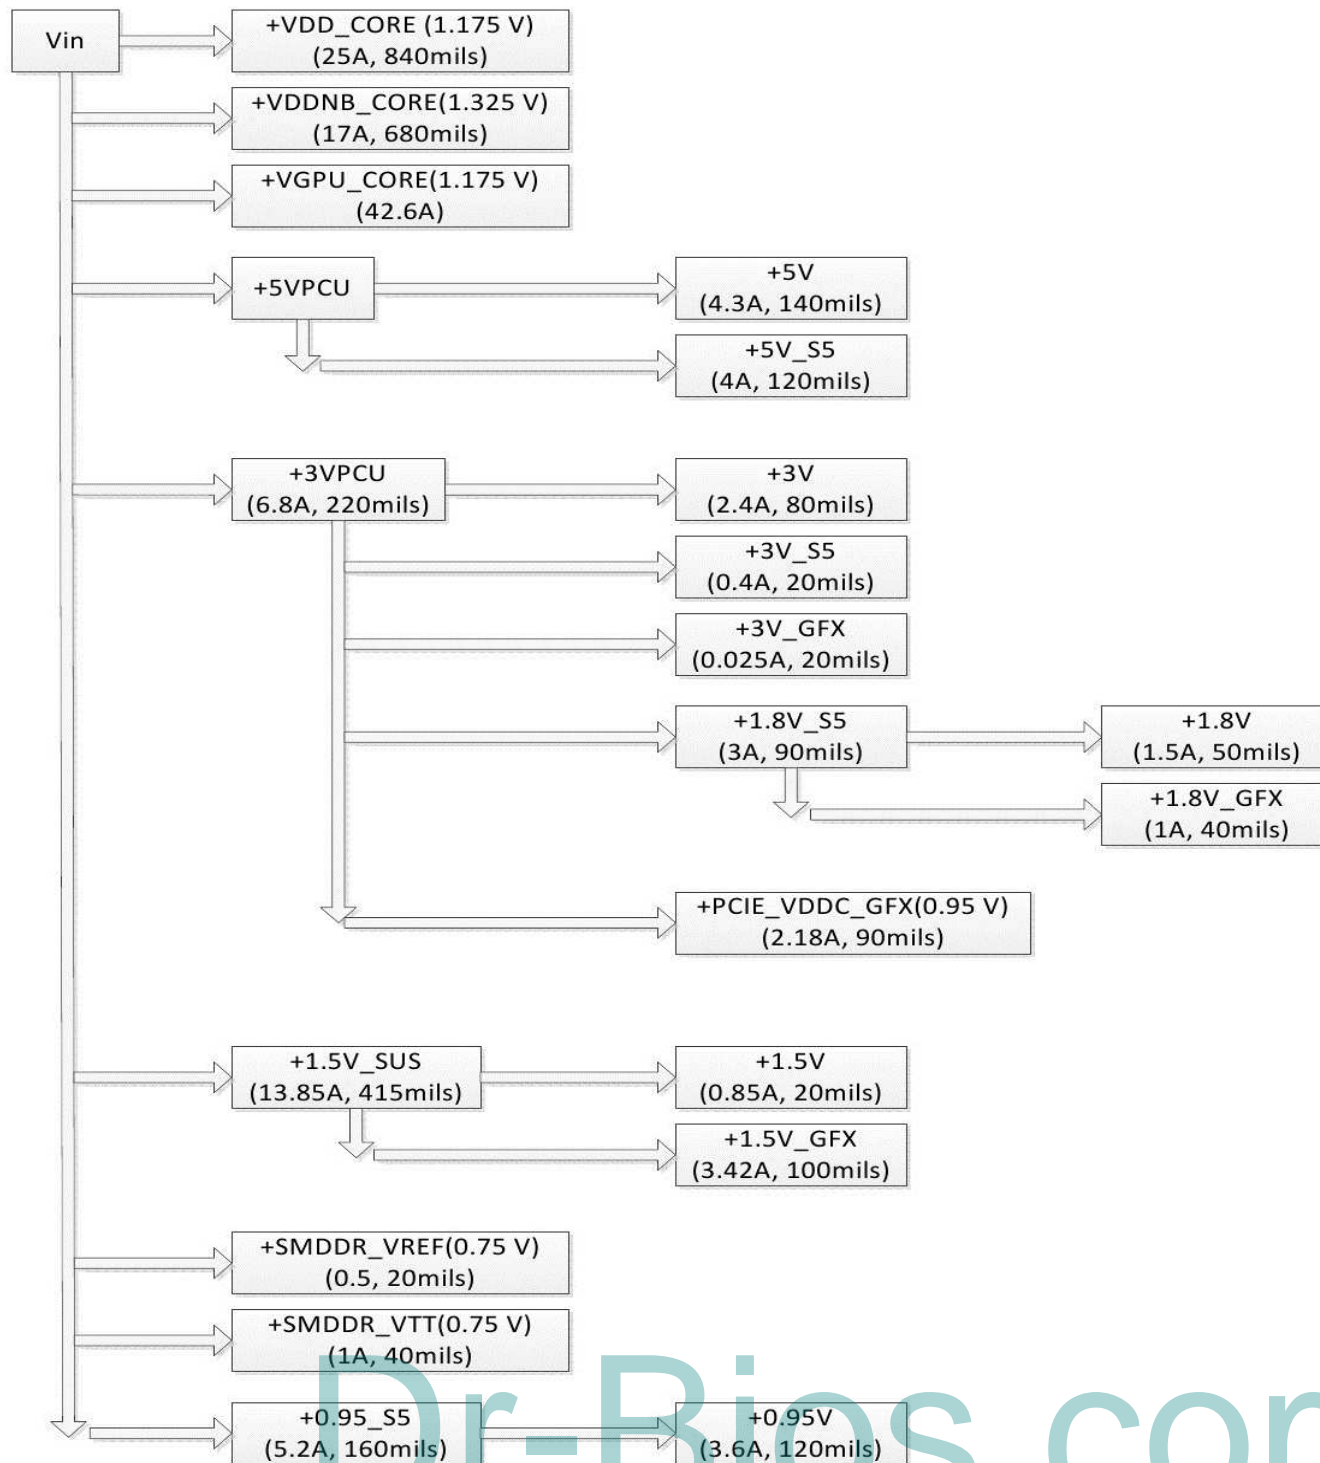 Vin
+VDD_CORE (1.175 V)
(25A, 840mils)
+VDDNB_CORE(1.325 V)
(17A, 680mils)
+VGPU_CORE(1.175 V)
(42.6A)
+5VPCU
+5V
(4.3A, 140mils)
+5V_S5
(4A, 120mils)
+3VPCU
(6.8A, 220mils)
+3V
(2.4A, 80mils)
+3V_S5
(0.4A, 20mils)
+3V_GFX
(0.025A, 20mils)
+1.8V_S5
(3A, 90mils)
+1.8V
(1.5A, 50mils)
+1.8V_GFX
(1A, 40mils)
+PCIE_VDDC_GFX(0.95 V)
(2.18A, 90mils)
+1.5V_SUS
(13.85A, 415mils)
+1.5V
(0.85A, 20mils)
+1.5V_GFX
(3.42A, 100mils)
+SMDDR_VREF(0.75 V)
(0.5, 20mils)
+SMDDR_VTT(0.75 V)
(1A, 40mils)
+0.95_S5
(5.2A, 160mils)
+0.95V
(3.6A, 120mils)
Dr-Bios.com